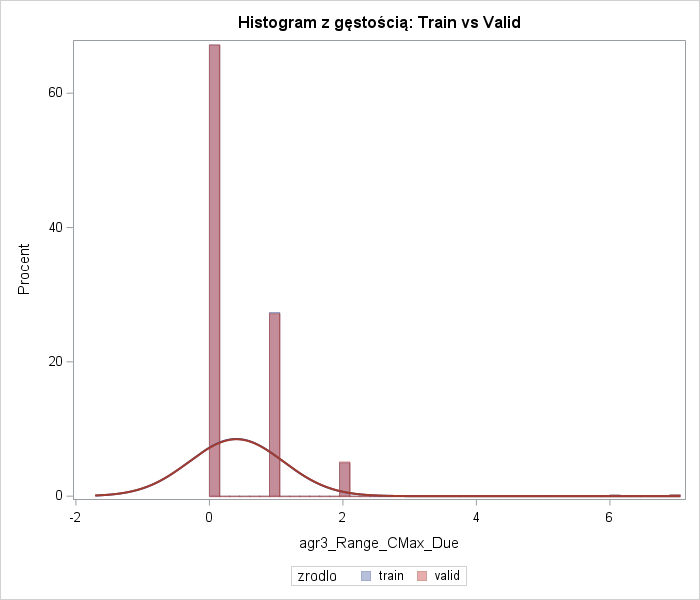 Histogram z gęstością: Train vs Valid
60
40
20
0
Procent
-2 0 2 4 6
agr3_Range_CMax_Due
zrodlo train valid